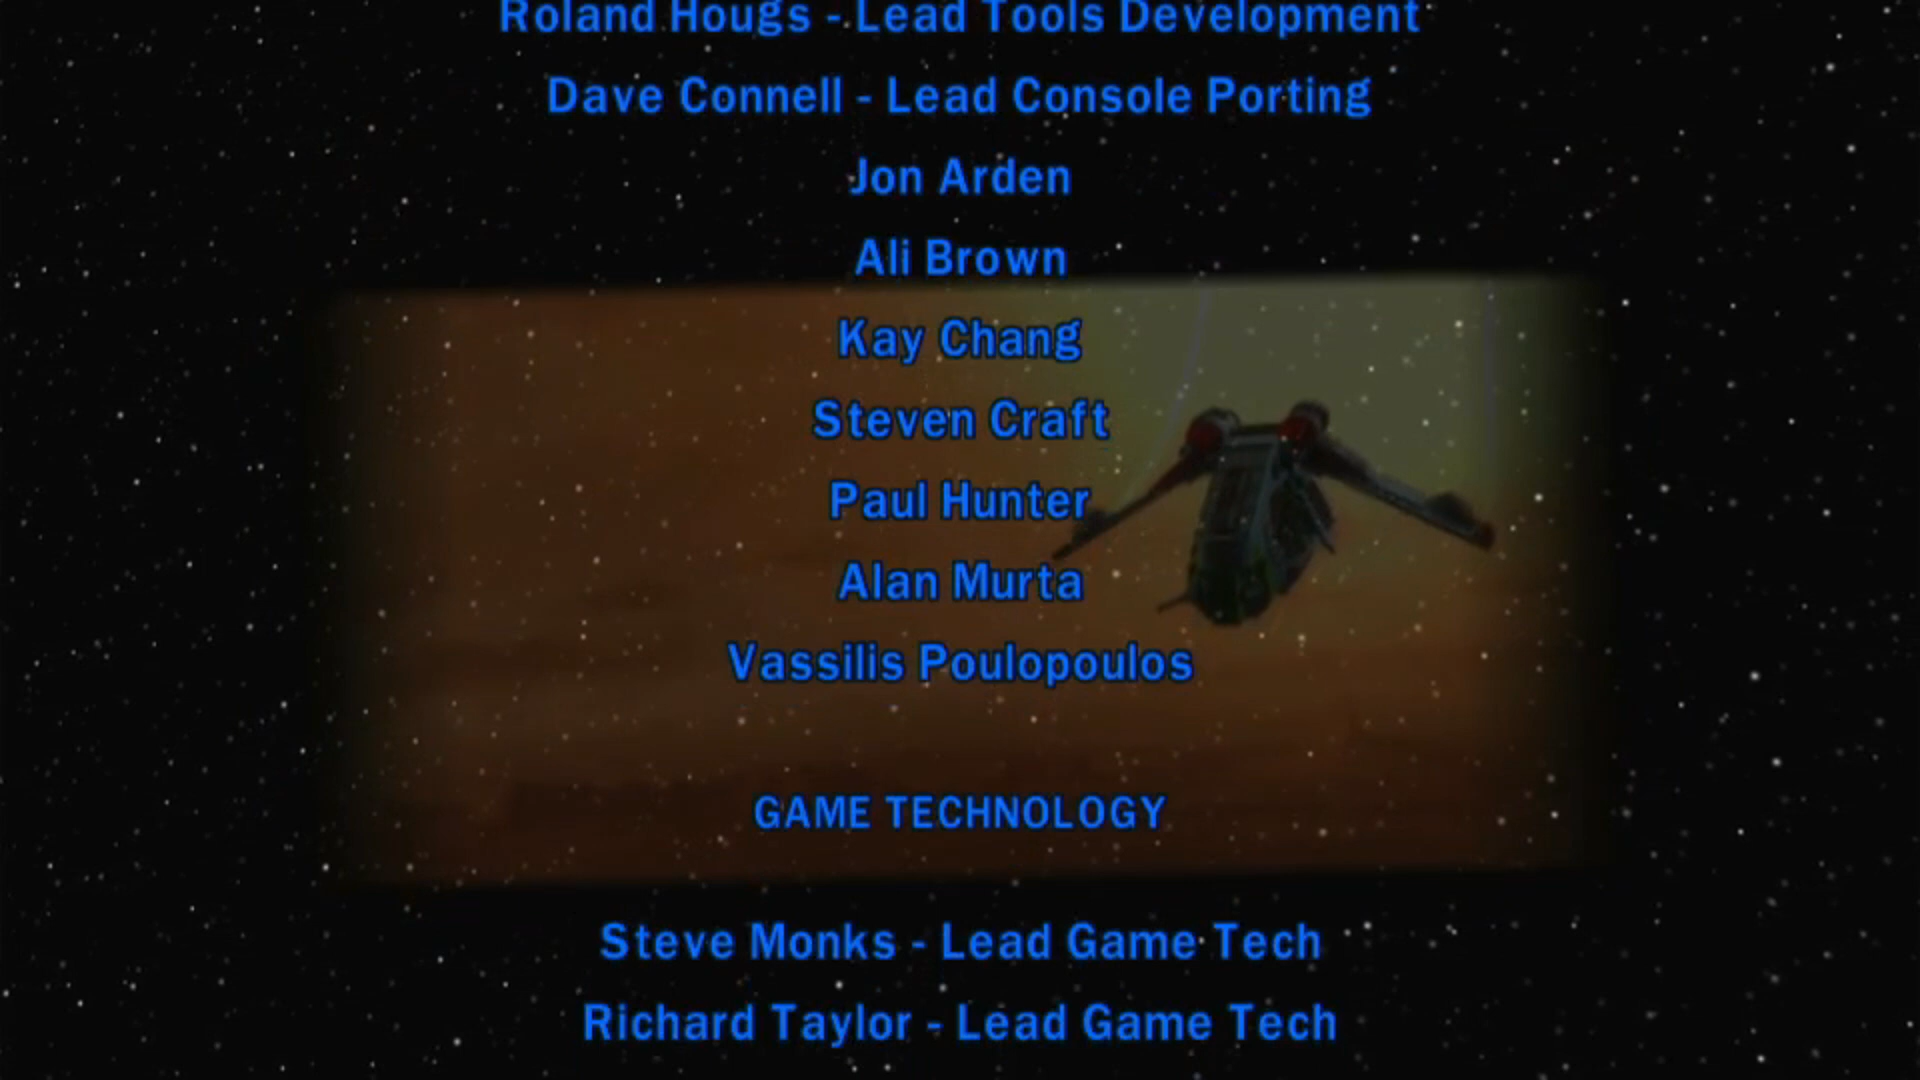 Roland Hougs - Lead Tools Development
Dave Connell - Lead Console Porting
Jon Arden
Ali Brown
Kay Chang
Steven Craft
Paul Hunter
Alan Murta
Vassilis Poulopoulos
GAME TECHNOLOGY
Steve Monks - Lead Game Tech
Richard Taylor - Lead Game Tech